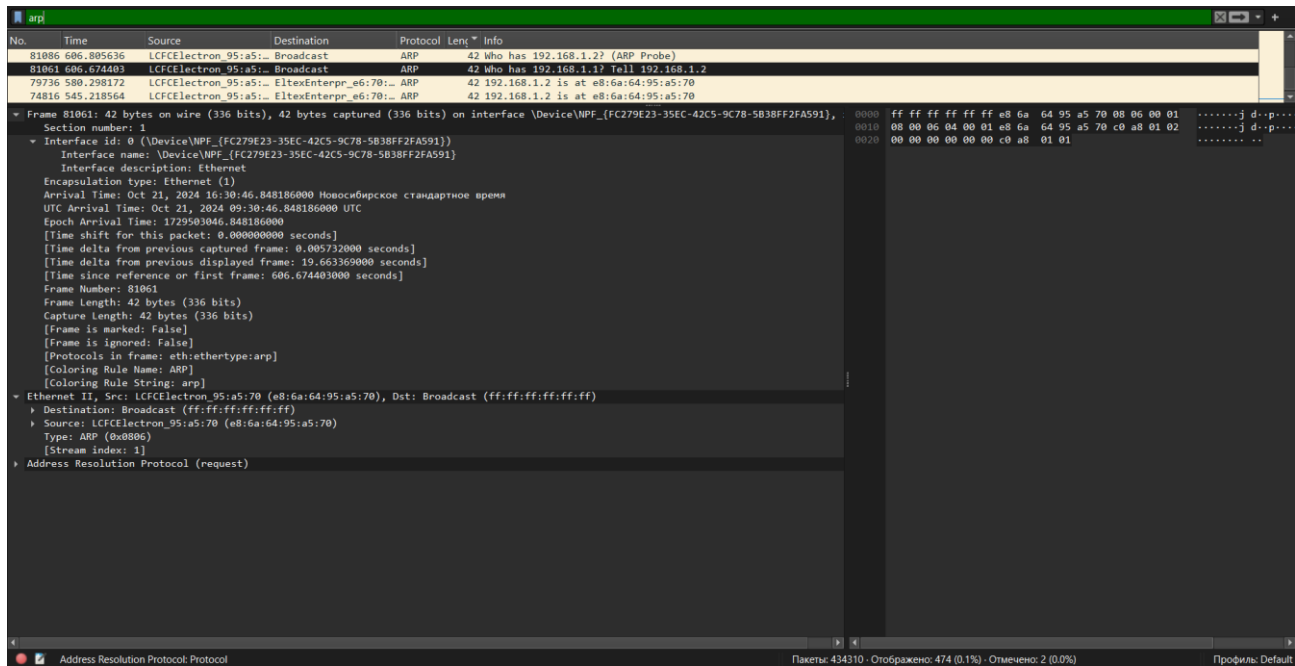 arp
No. Time Source Destination Protocol Leng Info
81086 606.805636 LCFCElectron_95:a5:… Broadcast ARP 42 Who has 192.168.1.2? (ARP Probe)
81061 606.674403 LCFCElectron_95:a5:… Broadcast ARP 42 Who has 192.168.1.1? Tell 192.168.1.2
79736 580.298172 LCFCElectron_95:a5:… EltexEnterpr_e6:70:… ARP 42 192.168.1.2 is at e8:6a:64:95:a5:70
74816 545.218564 LCFCElectron_95:a5:… EltexEnterpr_e6:70:… ARP 42 192.168.1.2 is at e8:6a:64:95:a5:70
Frame 81061: 42 bytes on wire (336 bits), 42 bytes captured (336 bits) on interface \Device\NPF_{FC279E23-35EC-42C5-9C78-5B38FF2FA591},
Section number: 1
Interface id: 0 (\Device\NPF_{FC279E23-35EC-42C5-9C78-5B38FF2FA591})
Interface name: \Device\NPF_{FC279E23-35EC-42C5-9C78-5B38FF2FA591}
Interface description: Ethernet
Encapsulation type: Ethernet (1)
Arrival Time: Oct 21, 2024 16:30:46.848186000 Новосибирское стандартное время
UTC Arrival Time: Oct 21, 2024 09:30:46.848186000 UTC
Epoch Arrival Time: 1729503046.848186000
[Time shift for this packet: 0.000000000 seconds]
[Time delta from previous captured frame: 0.005732000 seconds]
[Time delta from previous displayed frame: 19.663369000 seconds]
[Time since reference or first frame: 606.674403000 seconds]
Frame Number: 81061
Frame Length: 42 bytes (336 bits)
Capture Length: 42 bytes (336 bits)
[Frame is marked: False]
[Frame is ignored: False]
[Protocols in frame: eth:ethertype:arp]
[Coloring Rule Name: ARP]
[Coloring Rule String: arp]
Ethernet II, Src: LCFCElectron_95:a5:70 (e8:6a:64:95:a5:70), Dst: Broadcast (ff:ff:ff:ff:ff:ff)
Destination: Broadcast (ff:ff:ff:ff:ff:ff)
Source: LCFCElectron_95:a5:70 (e8:6a:64:95:a5:70)
Type: ARP (0x0806)
[Stream index: 1]
Address Resolution Protocol (request)
0000 ff ff ff ff ff ff e8 6a 64 95 a5 70 08 06 00 01 ·······j d··p····
0010 08 00 06 04 00 01 e8 6a 64 95 a5 70 c0 a8 01 02 ·······j d··p····
0020 00 00 00 00 00 00 c0 a8 01 01 ········ ··
Address Resolution Protocol: Protocol
Пакеты: 434310 · Отображено: 474 (0.1%) · Отмечено: 2 (0.0%)
Профиль: Default